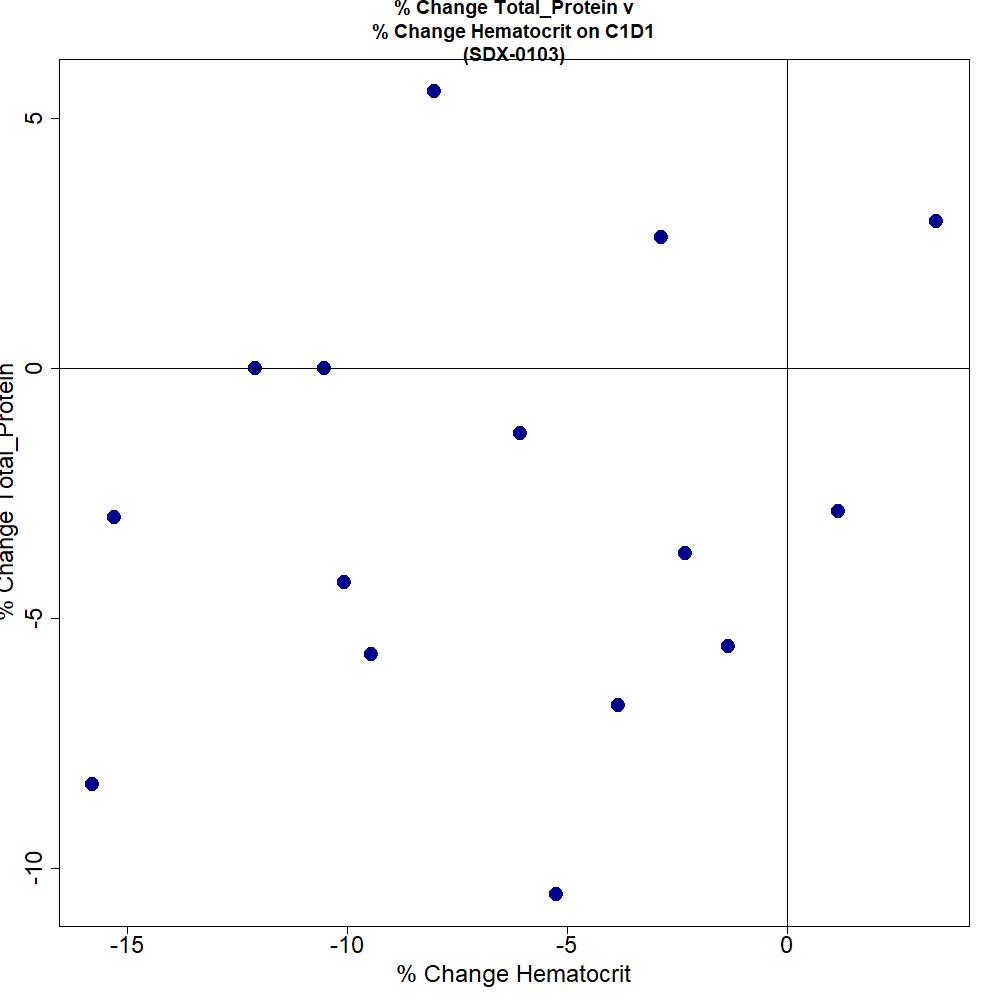 % Change Total_Protein v
% Change Hematocrit on C1D1
(SDX-0103)
5
0
-5
-10
% Change Total_Protein
-15
-10
-5
0
% Change Hematocrit